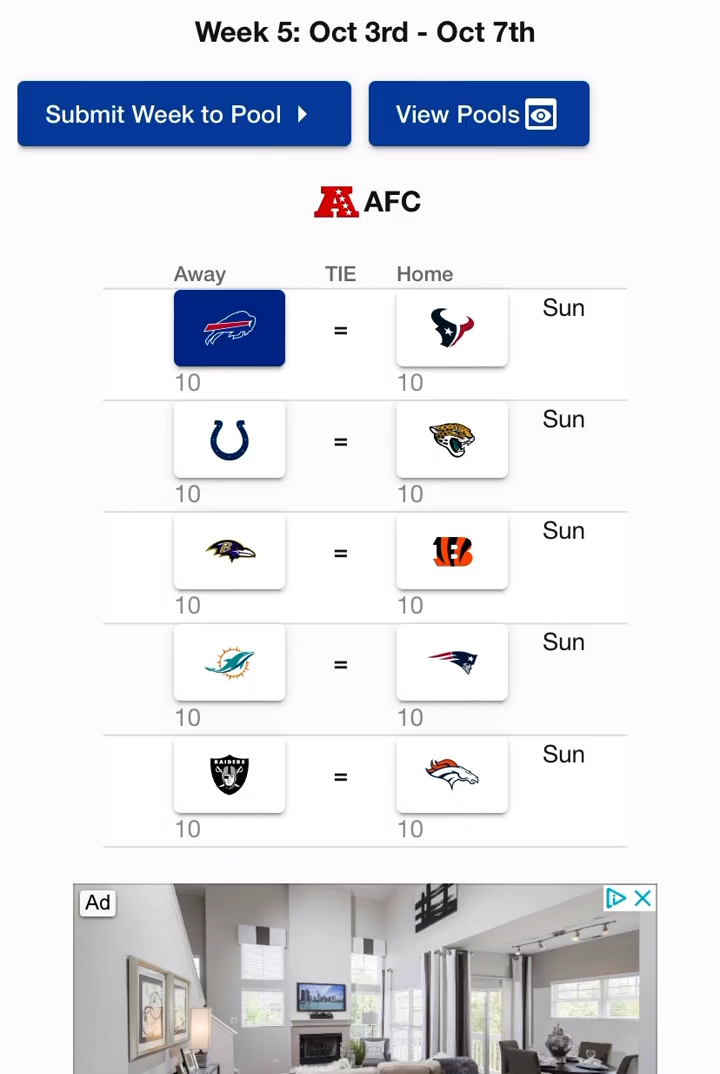 Week 5: Oct 3rd - Oct 7th
Submit Week to Pool
View Pools
AFC
Away TIE Home
= Sun
10 10
= Sun
10 10
B = Sun
10 10
= Sun
10 10
RAIDERS = Sun
10 10
Ad